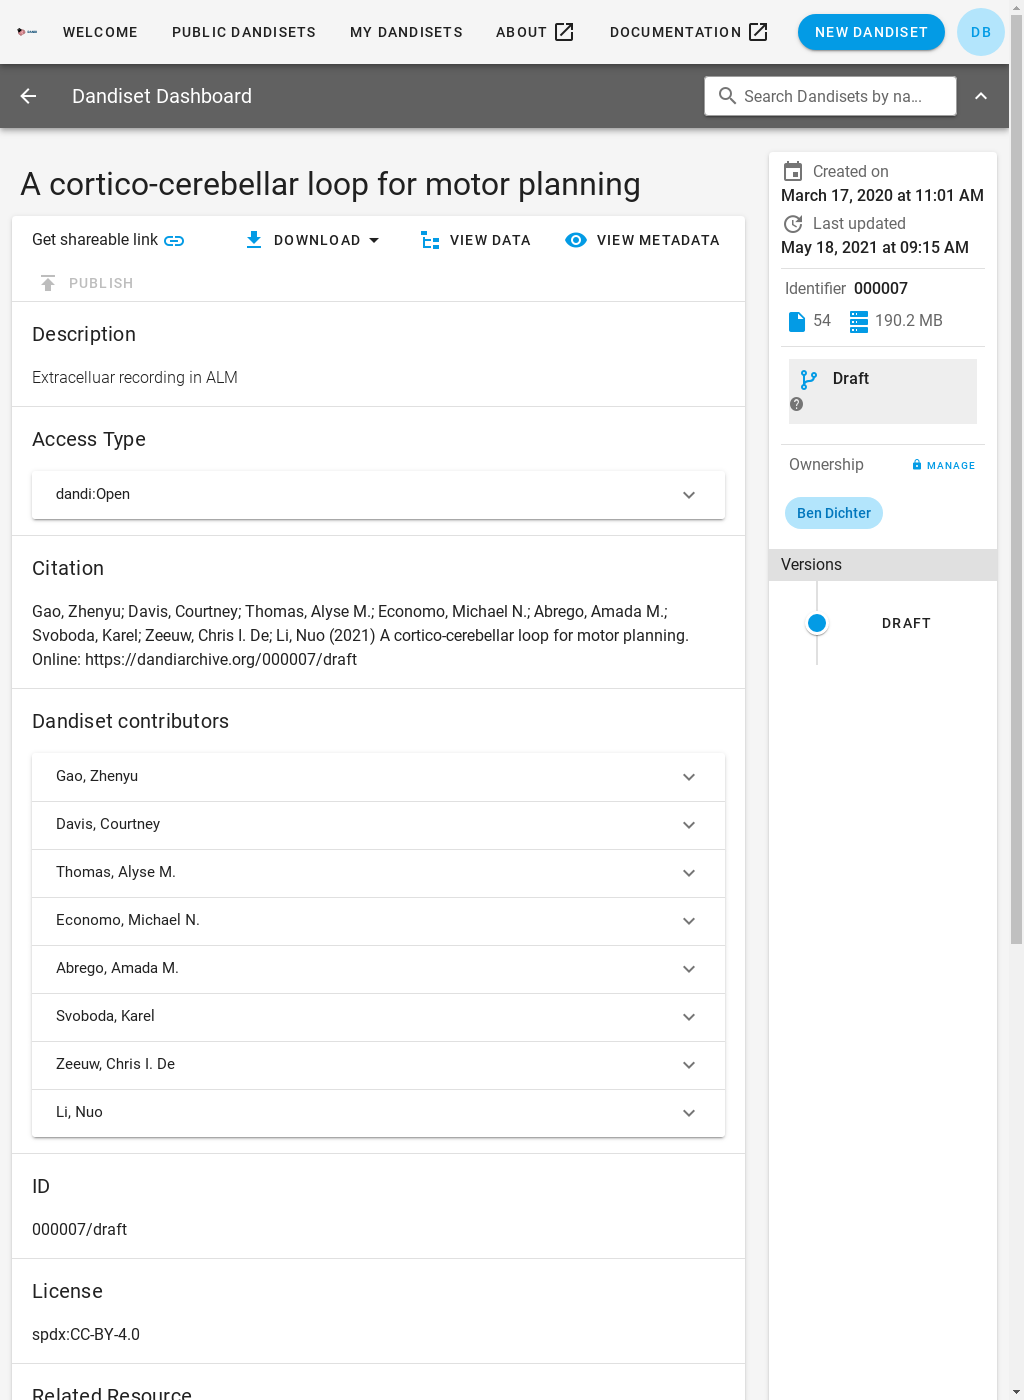 WELCOME
PUBLIC DANDISETS
MY DANDISETS
ABOUT
DOCUMENTATION
NEW DANDISET
DB
Dandiset Dashboard
Search Dandisets by na...
A cortico-cerebellar loop for motor planning
Get shareable link
DOWNLOAD
VIEW DATA
VIEW METADATA
PUBLISH
Description
Extracelluar recording in ALM
Access Type
dandi:Open
Citation
Gao, Zhenyu; Davis, Courtney; Thomas, Alyse M.; Economo, Michael N.; Abrego, Amada M.;
Svoboda, Karel; Zeeuw, Chris I. De; Li, Nuo (2021) A cortico-cerebellar loop for motor planning.
Online: https://dandiarchive.org/000007/draft
Dandiset contributors
Gao, Zhenyu
Davis, Courtney
Thomas, Alyse M.
Economo, Michael N.
Abrego, Amada M.
Svoboda, Karel
Zeeuw, Chris I. De
Li, Nuo
ID
000007/draft
License
spdx:CC-BY-4.0
Related Resource
Created on
March 17, 2020 at 11:01 AM
Last updated
May 18, 2021 at 09:15 AM
Identifier 000007
54
190.2 MB
Draft
Ownership
MANAGE
Ben Dichter
Versions
DRAFT